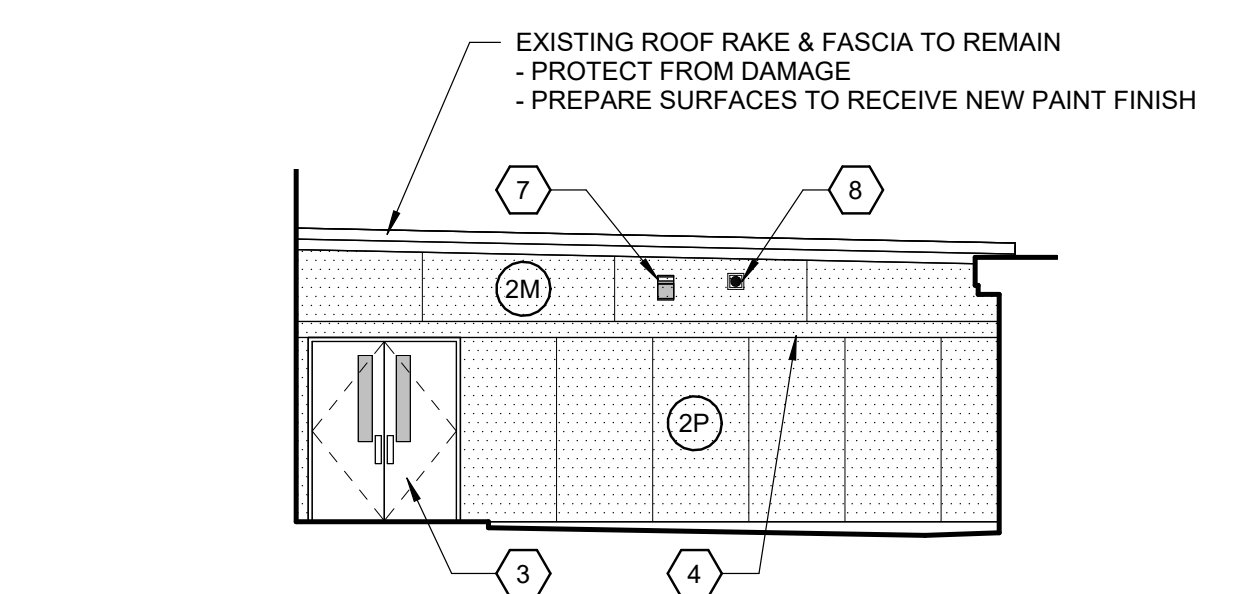 EXISTING ROOF RAKE & FASCIA TO REMAIN
- PROTECT FROM DAMAGE
- PREPARE SURFACES TO RECEIVE NEW PAINT FINISH
7
8
2M
2P
3
4